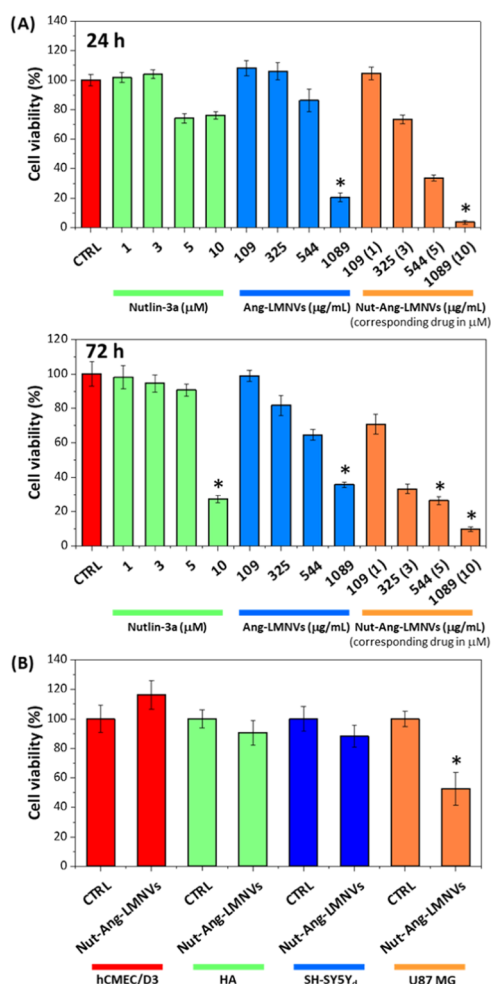 (A)
24 h
Cell viability (%)
140
120
100
80
60
40
20
0
CTRL 1 3 5 10 109 325 544 1089 109 (1) 325 (3) 544 (5) 1089 (10)
* *
Nutlin-3a (μM) Ang-LMNVs (μg/mL) Nut-Ang-LMNVs (μg/mL)
(corresponding drug in μM)
72 h
Cell viability (%)
120
100
80
60
40
20
0
* * * *
CTRL 1 3 5 10 109 325 544 1089 109 (1) 325 (3) 544 (5) 1089 (10)
Nutlin-3a (μM) Ang-LMNVs (μg/mL) Nut-Ang-LMNVs (μg/mL)
(corresponding drug in μM)
(B)
Cell viability (%)
140
120
100
80
60
40
20
0
*
CTRL Nut-Ang-LMNVs CTRL Nut-Ang-LMNVs CTRL Nut-Ang-LMNVs CTRL Nut-Ang-LMNVs
hCMEC/D3 HA SH-SY5Yd U87 MG